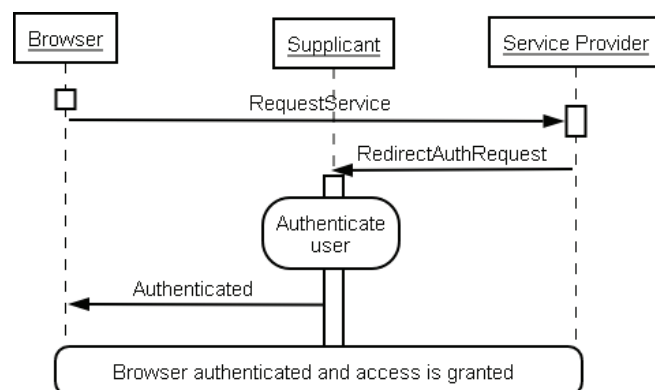 Browser
Supplicant
Service Provider
RequestService
RedirectAuthRequest
Authenticate
user
Authenticated
Browser authenticated and access is granted